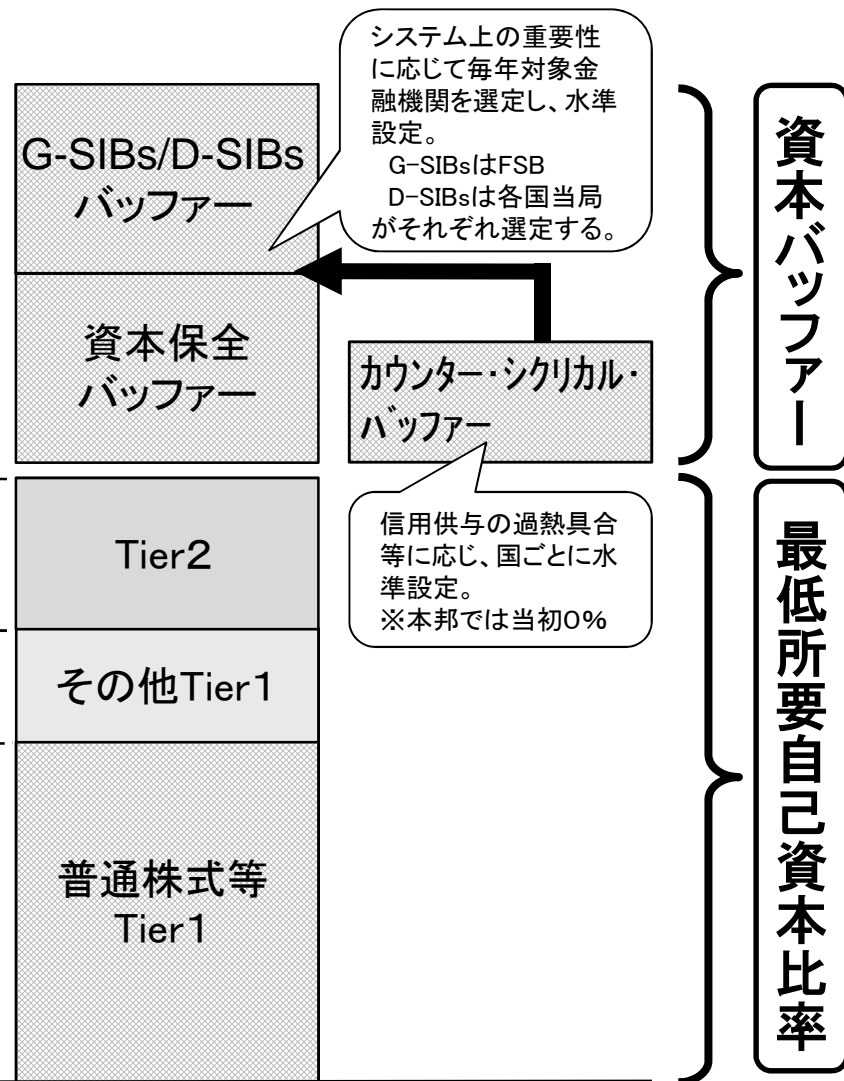 システム上の重要性
に応じて毎年対象金
融機関を選定し、水準
設定。
G-SIBsはFSB
D-SIBsは各国当局
がそれぞれ選定する。
G-SIBs/D-SIBs
バッファー
資本保全
バッファー
カウンター・シクリカル・
バッファー
資本バッファー
信用供与の過熱具合
等に応じ、国ごとに水
準設定。
※本邦では当初0%
Tier2
その他Tier1
普通株式等
Tier1
最低所要自己資本比率